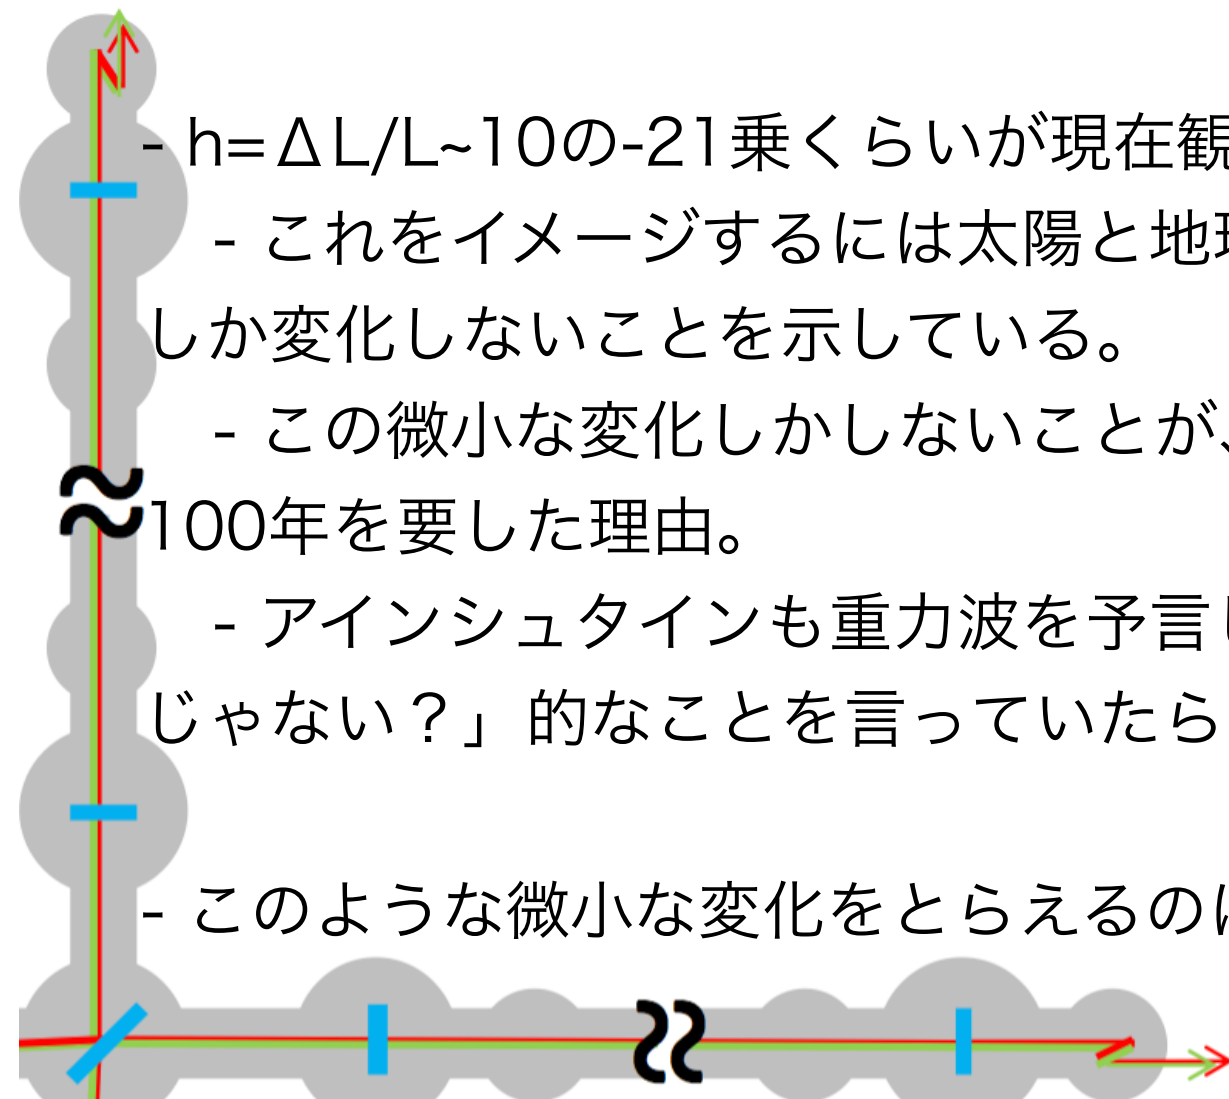 - h=ΔL/L~10の-21乗くらいが現在観
- これをイメージするには太陽と地球
しか変化しないことを示している。
- この微小な変化しかしないことが、
100年を要した理由。
- アインシュタインも重力波を予言し
じゃない？」的なことを言っていたら
- このような微小な変化をとらえるのは